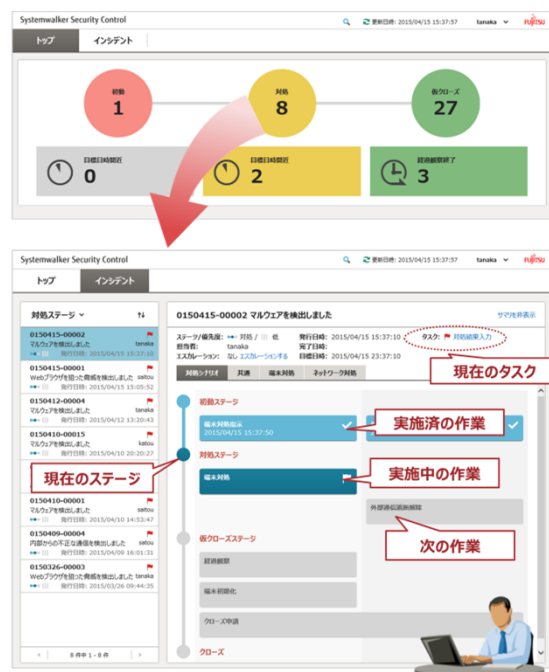 Systemwalker Security Control
更新日時: 2015/04/15 15:37:57
tanaka
FUJITSU
トップ
インシデント
初動
1
対処
8
仮クローズ
27
目標日時間近
0
目標日時間近
2
経過観察終了
3
Systemwalker Security Control
更新日時: 2015/04/15 15:37:57
tanaka
FUJITSU
トップ
インシデント
対処ステージ
0150415-00002
マルウェアを検出しました tanaka
発行日時: 2015/04/15 15:37:10
0150415-00001
Webブラウザを狙った脅威を検出しました saitou
発行日時: 2015/04/15 15:05:52
0150412-00004
マルウェアを検出しました tanaka
発行日時: 2015/04/12 13:20:43
0150410-00015
マルウェアを検出しました katou
発行日時: 2015/04/10 20:20:27
現在のステージ
0150410-00001
マルウェアを検出しました saitou
発行日時: 2015/04/10 14:53:47
0150409-00004
内部からの不正な通信を検出しました satou
発行日時: 2015/04/09 16:01:31
0150326-00003
Webブラウザを狙った脅威を検出しました tanaka
発行日時: 2015/03/26 09:44:35
8 件中 1 - 8 件
0150415-00002 マルウェアを検出しました
サマリを非表示
ステージ/優先度: 対処 / 低
発行日時: 2015/04/15 15:37:10
タスク: 対処結果入力
担当者: tanaka
完了日時:
エスカレーション: なし エスカレーションする
目標日時: 2015/04/15 23:37:10
現在のタスク
対処シナリオ
共通
端末対処
ネットワーク対処
初動ステージ
端末対処指示
2015/04/15 15:37:50
実施済の作業
対処ステージ
端末対処
実施中の作業
外部通信遮断解除
次の作業
仮クローズステージ
経過観察
端末初期化
クローズ申請
クローズ